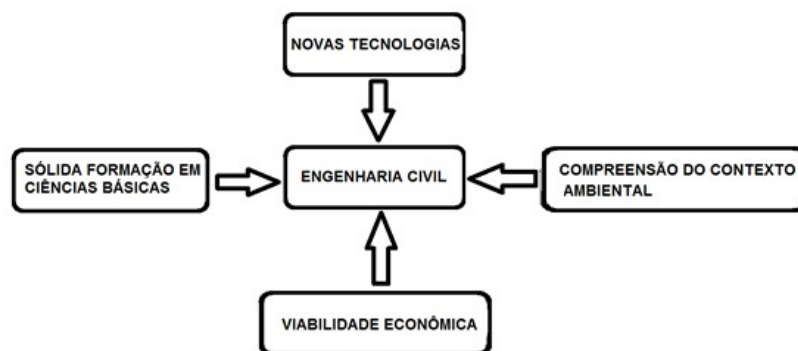 NOVAS TECNOLOGIAS
SÓLIDA FORMAÇÃO EM
CIÊNCIAS BÁSICAS
ENGENHARIA CIVIL
COMPREENSÃO DO CONTEXTO
AMBIENTAL
VIABILIDADE ECONÔMICA